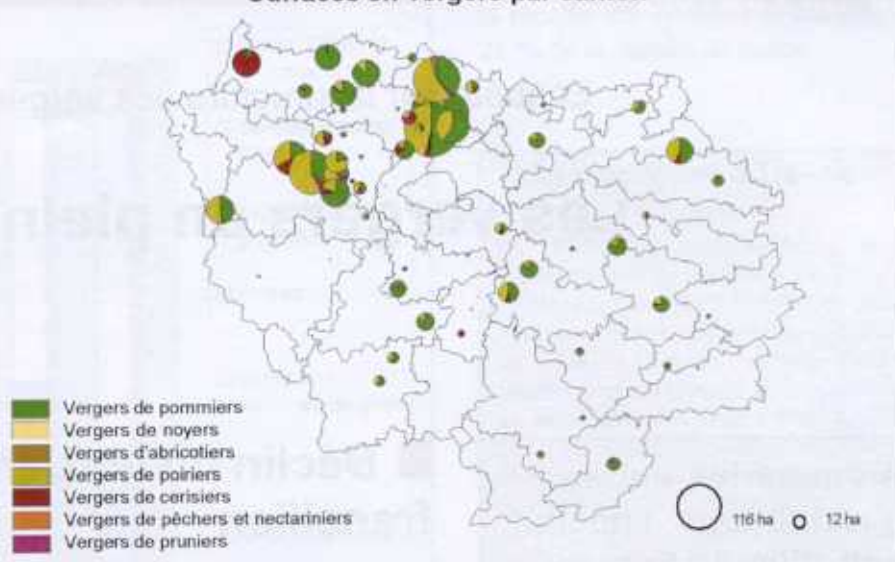 Vergers de pommiers
Vergers de noyers
Vergers d'abricotiers
Vergers de poiriers
Vergers de cerisiers
Vergers de pêchers et nectariniers
Vergers de pruniers
116 ha
12 ha